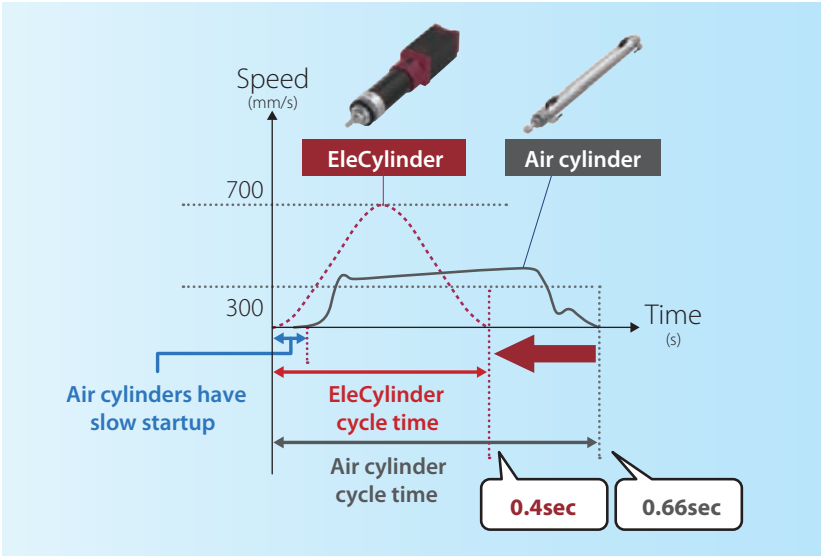 Speed
(mm/s)
EleCylinder
Air cylinder
700
300
Time
(s)
Air cylinders have
slow startup
EleCylinder
cycle time
Air cylinder
cycle time
0.4sec
0.66sec